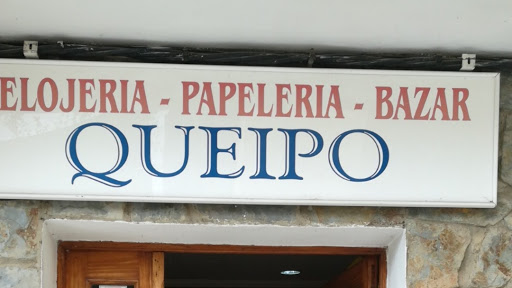 ELOJERIA - PAPELERIA - BAZAR
QUEIPO